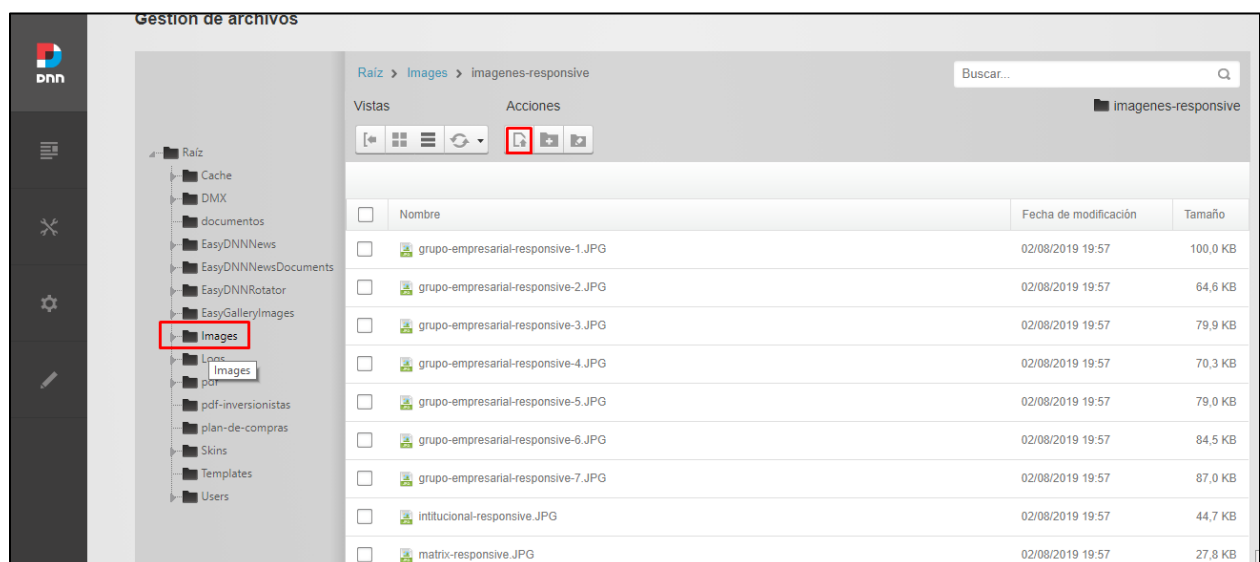 Gestión de archivos
DNN
Raíz > Images > imagenes-responsive
Buscar...
Vistas
Acciones
imagenes-responsive
Raíz
Cache
DMX
documentos
EasyDNNNews
EasyDNNNewsDocuments
EasyDNNRotator
EasyGalleryImages
Images
Logs
Images
pdf
pdf-inversionistas
plan-de-compras
Skins
Templates
Users
Nombre Fecha de modificación Tamaño
grupo-empresarial-responsive-1.JPG 02/08/2019 19:57 100,0 KB
grupo-empresarial-responsive-2.JPG 02/08/2019 19:57 64,6 KB
grupo-empresarial-responsive-3.JPG 02/08/2019 19:57 79,9 KB
grupo-empresarial-responsive-4.JPG 02/08/2019 19:57 70,3 KB
grupo-empresarial-responsive-5.JPG 02/08/2019 19:57 79,0 KB
grupo-empresarial-responsive-6.JPG 02/08/2019 19:57 84,5 KB
grupo-empresarial-responsive-7.JPG 02/08/2019 19:57 87,0 KB
intitucional-responsive.JPG 02/08/2019 19:57 44,7 KB
matrix-responsive.JPG 02/08/2019 19:57 27,8 KB